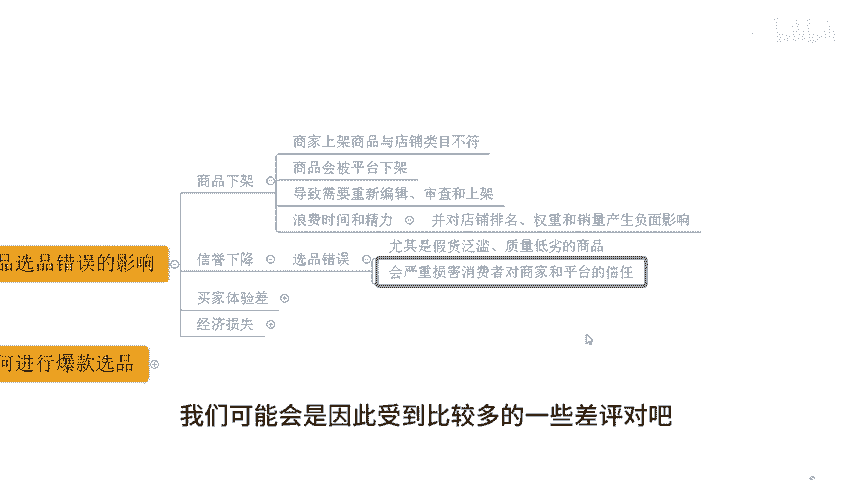 商家上架商品与店铺类目不符
商品会被平台下架
商品下架
导致需要重新编辑、审查和上架
浪费时间和精力 并对店铺排名、权重和销量产生负面影响
尤其是假货泛滥、质量低劣的商品
品选品错误的影响
信誉下降
选品错误
会严重损害消费者对商家和平台的信任
买家体验差
经济损失
何进行爆款选品
我们可能会是因此受到比较多的一些差评对吧